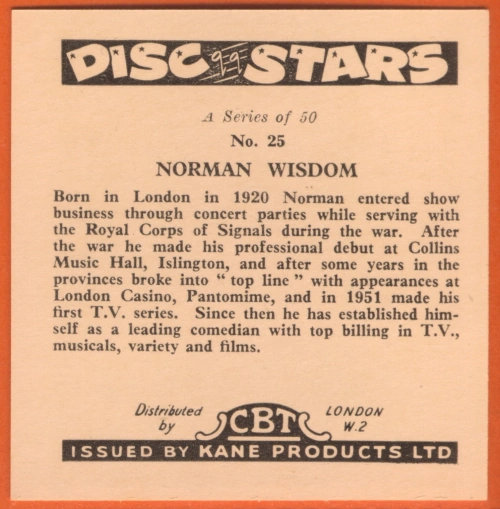 DISC STARS
A Series of 50
No. 25
NORMAN WISDOM
Born in London in 1920 Norman entered show
business through concert parties while serving with
the Royal Corps of Signals during the war. After
the war he made his professional debut at Collins
Music Hall, Islington, and after some years in the
provinces broke into "top line" with appearances at
London Casino, Pantomime, and in 1951 made his
first T.V. series. Since then he has established him-
self as a leading comedian with top billing in T.V.,
musicals, variety and films.
Distributed by CBT LONDON W.2
ISSUED BY KANE PRODUCTS LTD